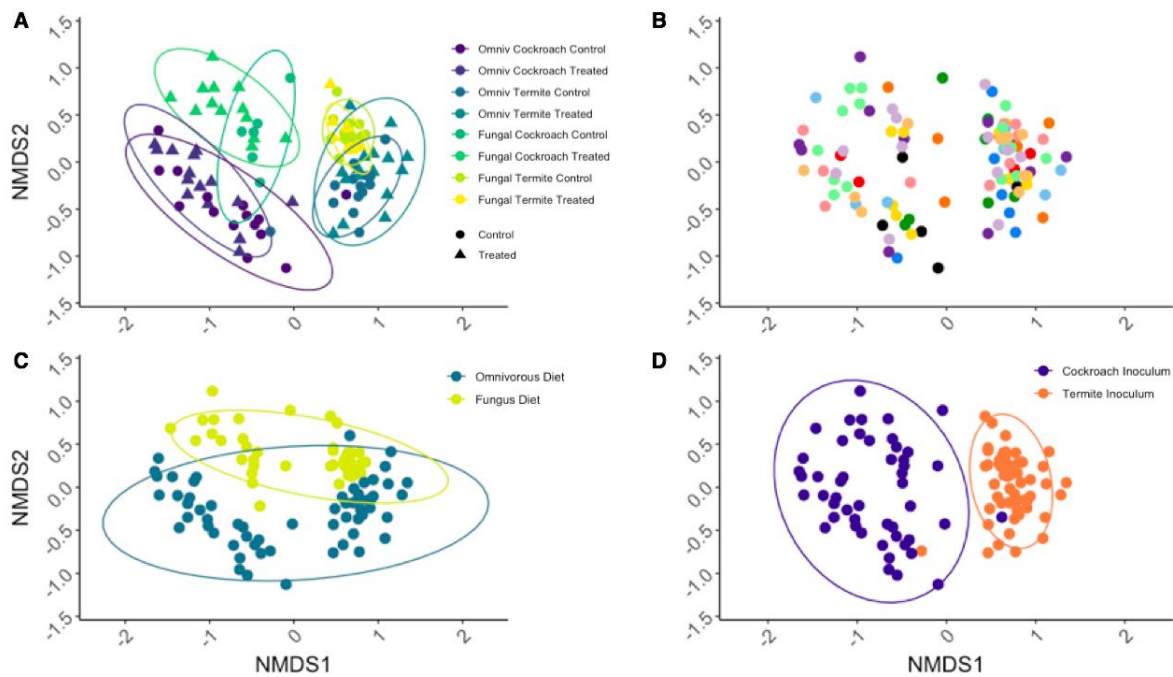 A
1.5
1.0
0.5
0.0
-0.5
-1.0
-1.5
NMDS2
-2
-1
0
1
2
Omniv Cockroach Control
Omniv Cockroach Treated
Omniv Termite Control
Omniv Termite Treated
Fungal Cockroach Control
Fungal Cockroach Treated
Fungal Termite Control
Fungal Termite Treated
Control
Treated
B
1.5
1.0
0.5
0.0
-0.5
-1.0
-1.5
-2
-1
0
1
2
C
1.5
1.0
0.5
0.0
-0.5
-1.0
-1.5
NMDS2
-2
-1
0
1
2
NMDS1
Omnivorous Diet
Fungus Diet
D
1.5
1.0
0.5
0.0
-0.5
-1.0
-1.5
-2
-1
0
1
2
NMDS1
Cockroach Inoculum
Termite Inoculum